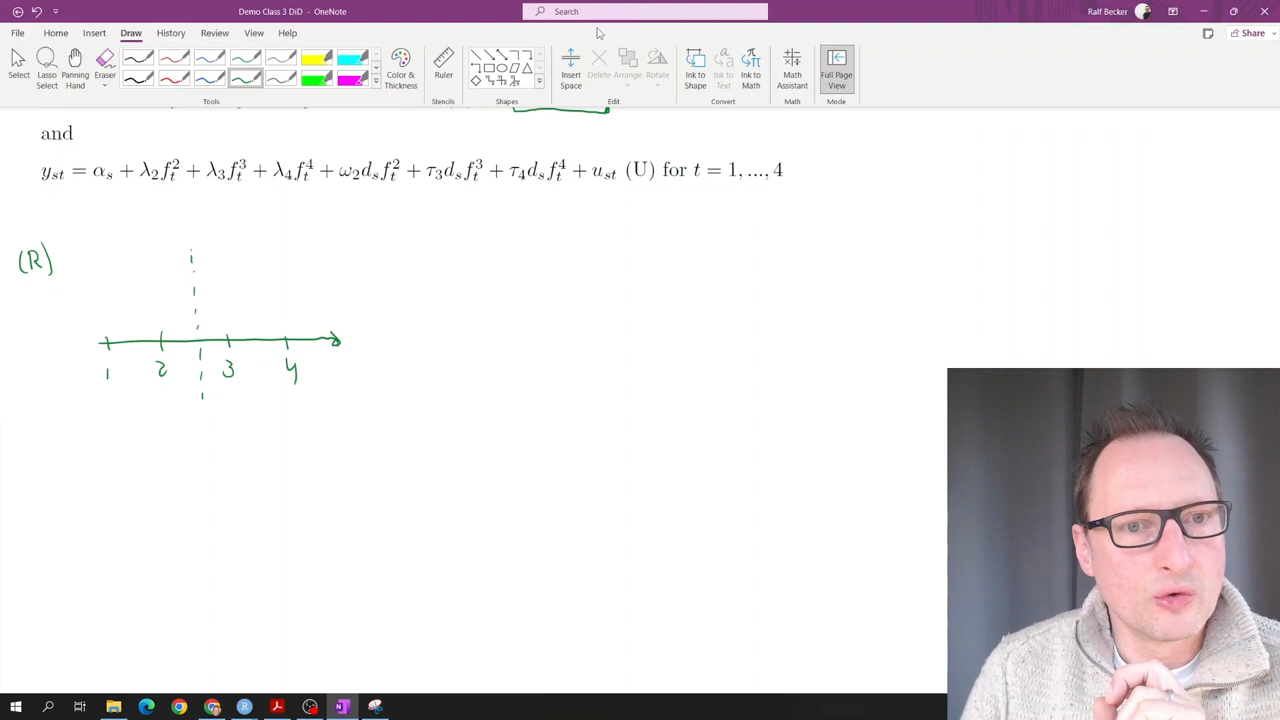 Demo Class 3 DiD - OneNote
Search
Ralf Becker
File Home Insert Draw History Review View Help
Share
Select Lasso Select Panning Hand Eraser Color & Thickness Ruler Insert Space Delete Arrange Rotate Ink to Shape Ink to Text Ink to Math Math Assistant Full Page View
Tools Stencils Shapes Edit Convert Math Mode
and
y_{st} = α_s + λ_2 f_t^2 + λ_3 f_t^3 + λ_4 f_t^4 + ω_2 d_s f_t^2 + τ_3 d_s f_t^3 + τ_4 d_s f_t^4 + u_{st} (U) for t = 1, ..., 4
(R)
1 2 3 4